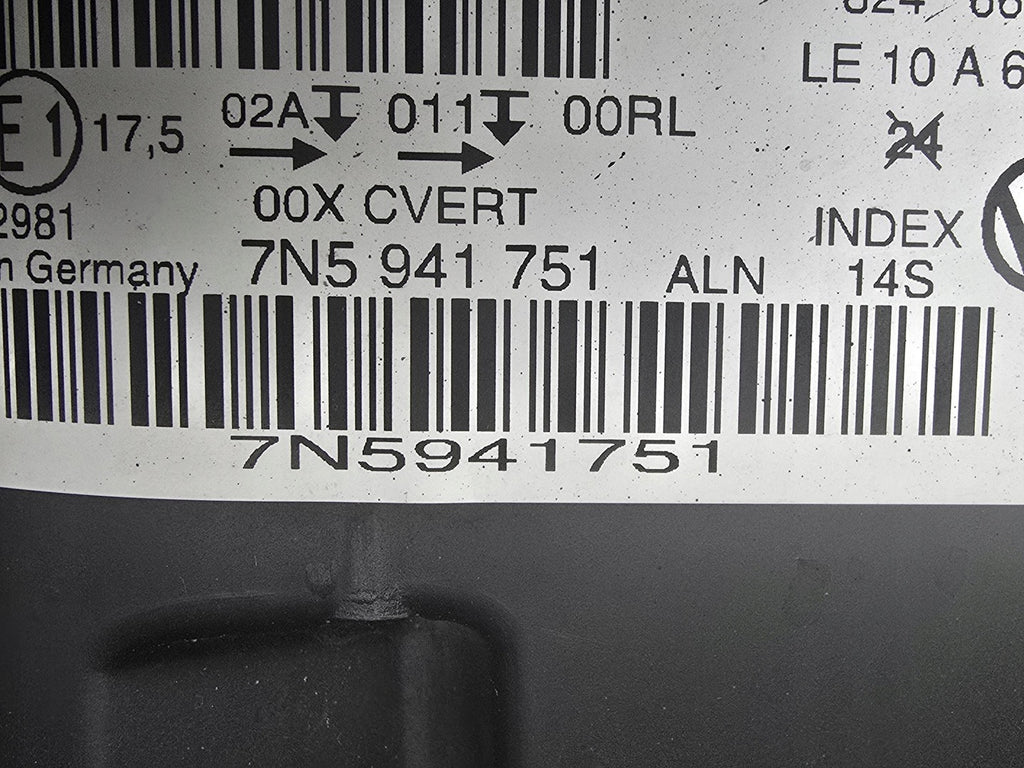 LE 10 A 6
E1 17,5 02A 011 00RL 24
00X CVERT
2981 INDEX
Germany 7N5 941 751 ALN 14S
7N5941751